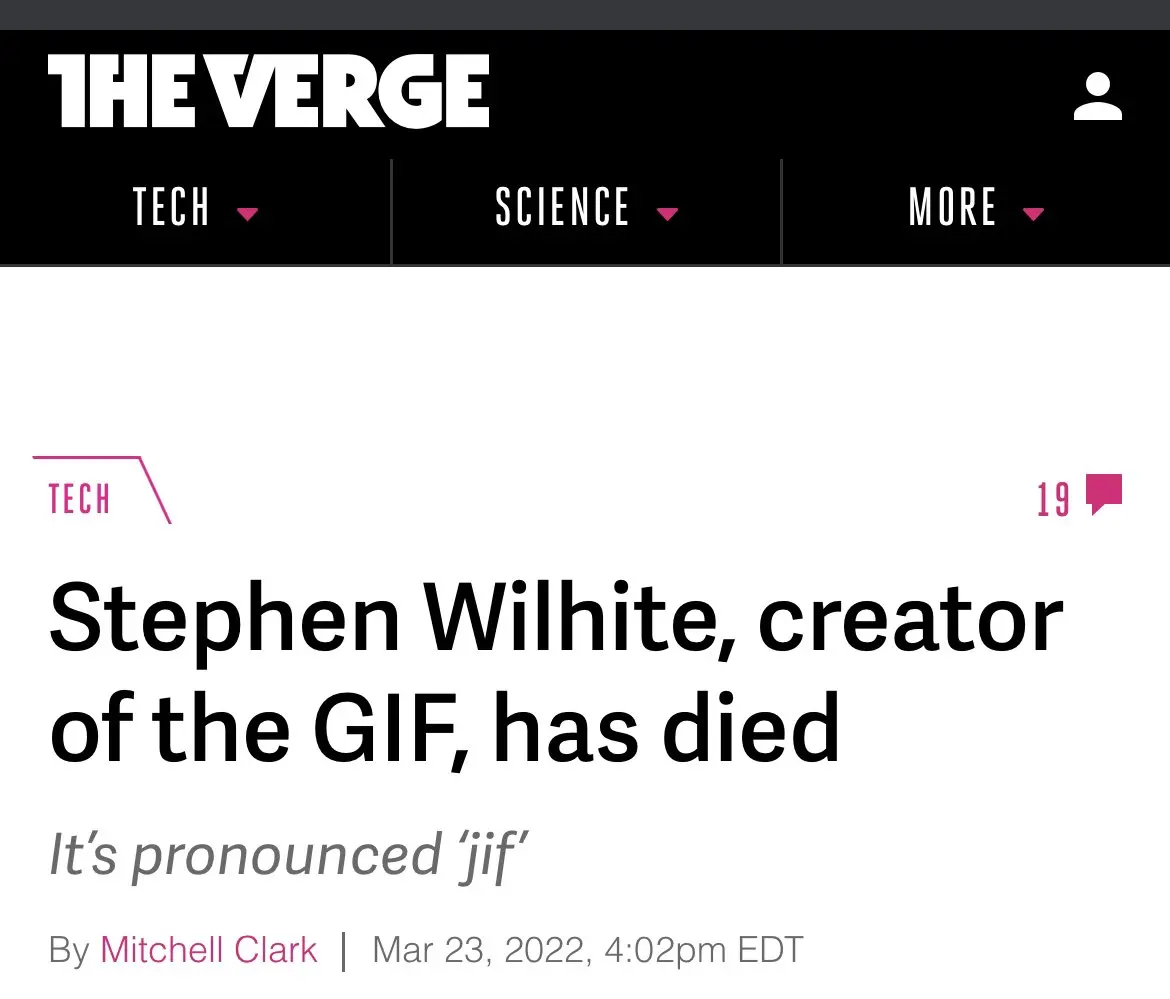 THE VERGE
TECH SCIENCE MORE
TECH
19
Stephen Wilhite, creator
of the GIF, has died
It’s pronounced ‘jif’
By Mitchell Clark | Mar 23, 2022, 4:02pm EDT